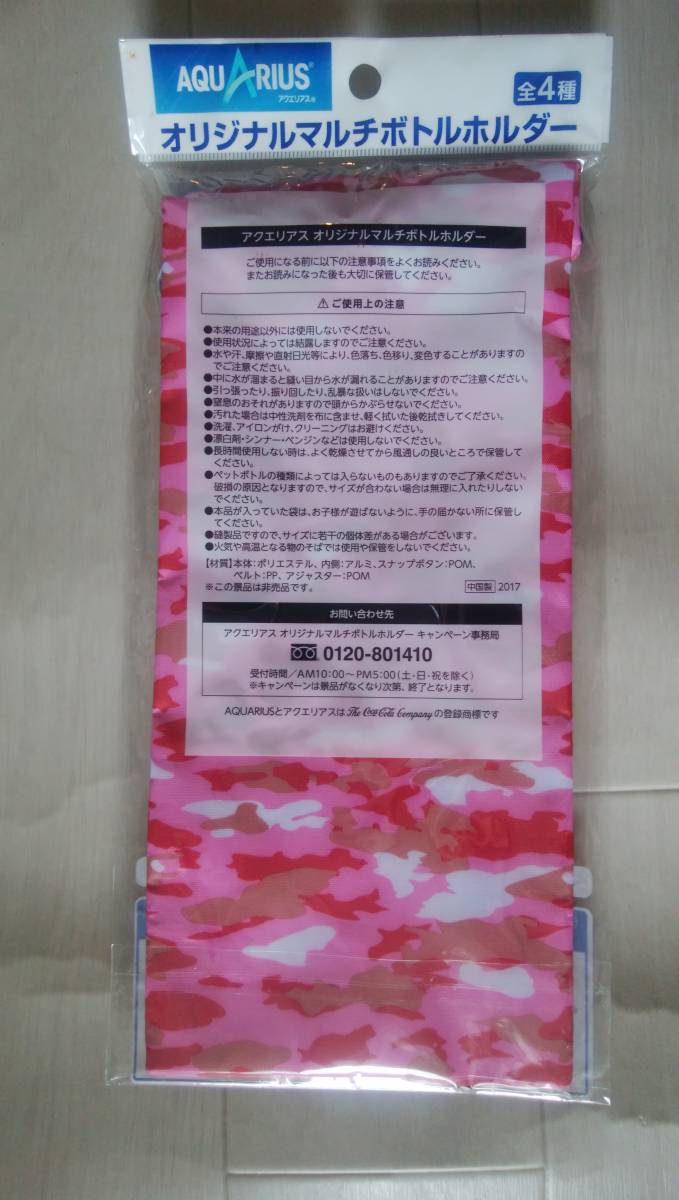 AQUARIUS®
アクエリアス®
全4種
オリジナルマルチボトルホルダー
アクエリアス オリジナルマルチボトルホルダー
ご使用になる前に以下の注意事項をよくお読みください。
またお読みになった後も大切に保管してください。
⚠ご使用上の注意
●本来の用途以外には使用しないでください。
●使用状況によっては結露しますのでご注意ください。
●水や汗、摩擦や直射日光等により、色落ち、色移り、変色することがありますの
でご注意ください。
●中に水が溜まると縫い目から水が漏れることがありますのでご注意ください。
●引っ張ったり、振り回したり、乱暴な扱いはしないでください。
●窒息のおそれがありますので頭からかぶらせないでください。
●汚れた場合は中性洗剤を布に含ませ、軽く拭いた後乾拭きしてください。
●洗濯、アイロンがけ、クリーニングはお避けください。
●漂白剤・シンナー・ベンジンなどは使用しないでください。
●長時間使用しない時は、よく乾燥させてから風通しの良いところで保管して
ください。
●ペットボトルの種類によっては入らないものもありますのでご了承ください。
破損の原因となりますので、サイズが合わない場合は無理に入れたりしない
でください。
●本品が入っていた袋は、お子様が遊ばないように、手の届かない所に保管し
てください。
●縫製品ですので、サイズに若干の個体差がある場合がございます。
●火気や高温となる物のそばでは使用や保管をしないでください。
【材質】本体:ポリエステル、内側:アルミ、スナップボタン:POM、
ベルト:PP、アジャスター:POM
※この景品は非売品です。 中国製 2017
お問い合わせ先
アクエリアス オリジナルマルチボトルホルダー キャンペーン事務局
0120-801410
受付時間/AM10:00〜PM5:00(土・日・祝を除く)
※キャンペーンは景品がなくなり次第、終了となります。
AQUARIUSとアクエリアスはThe Coca-Cola Companyの登録商標です